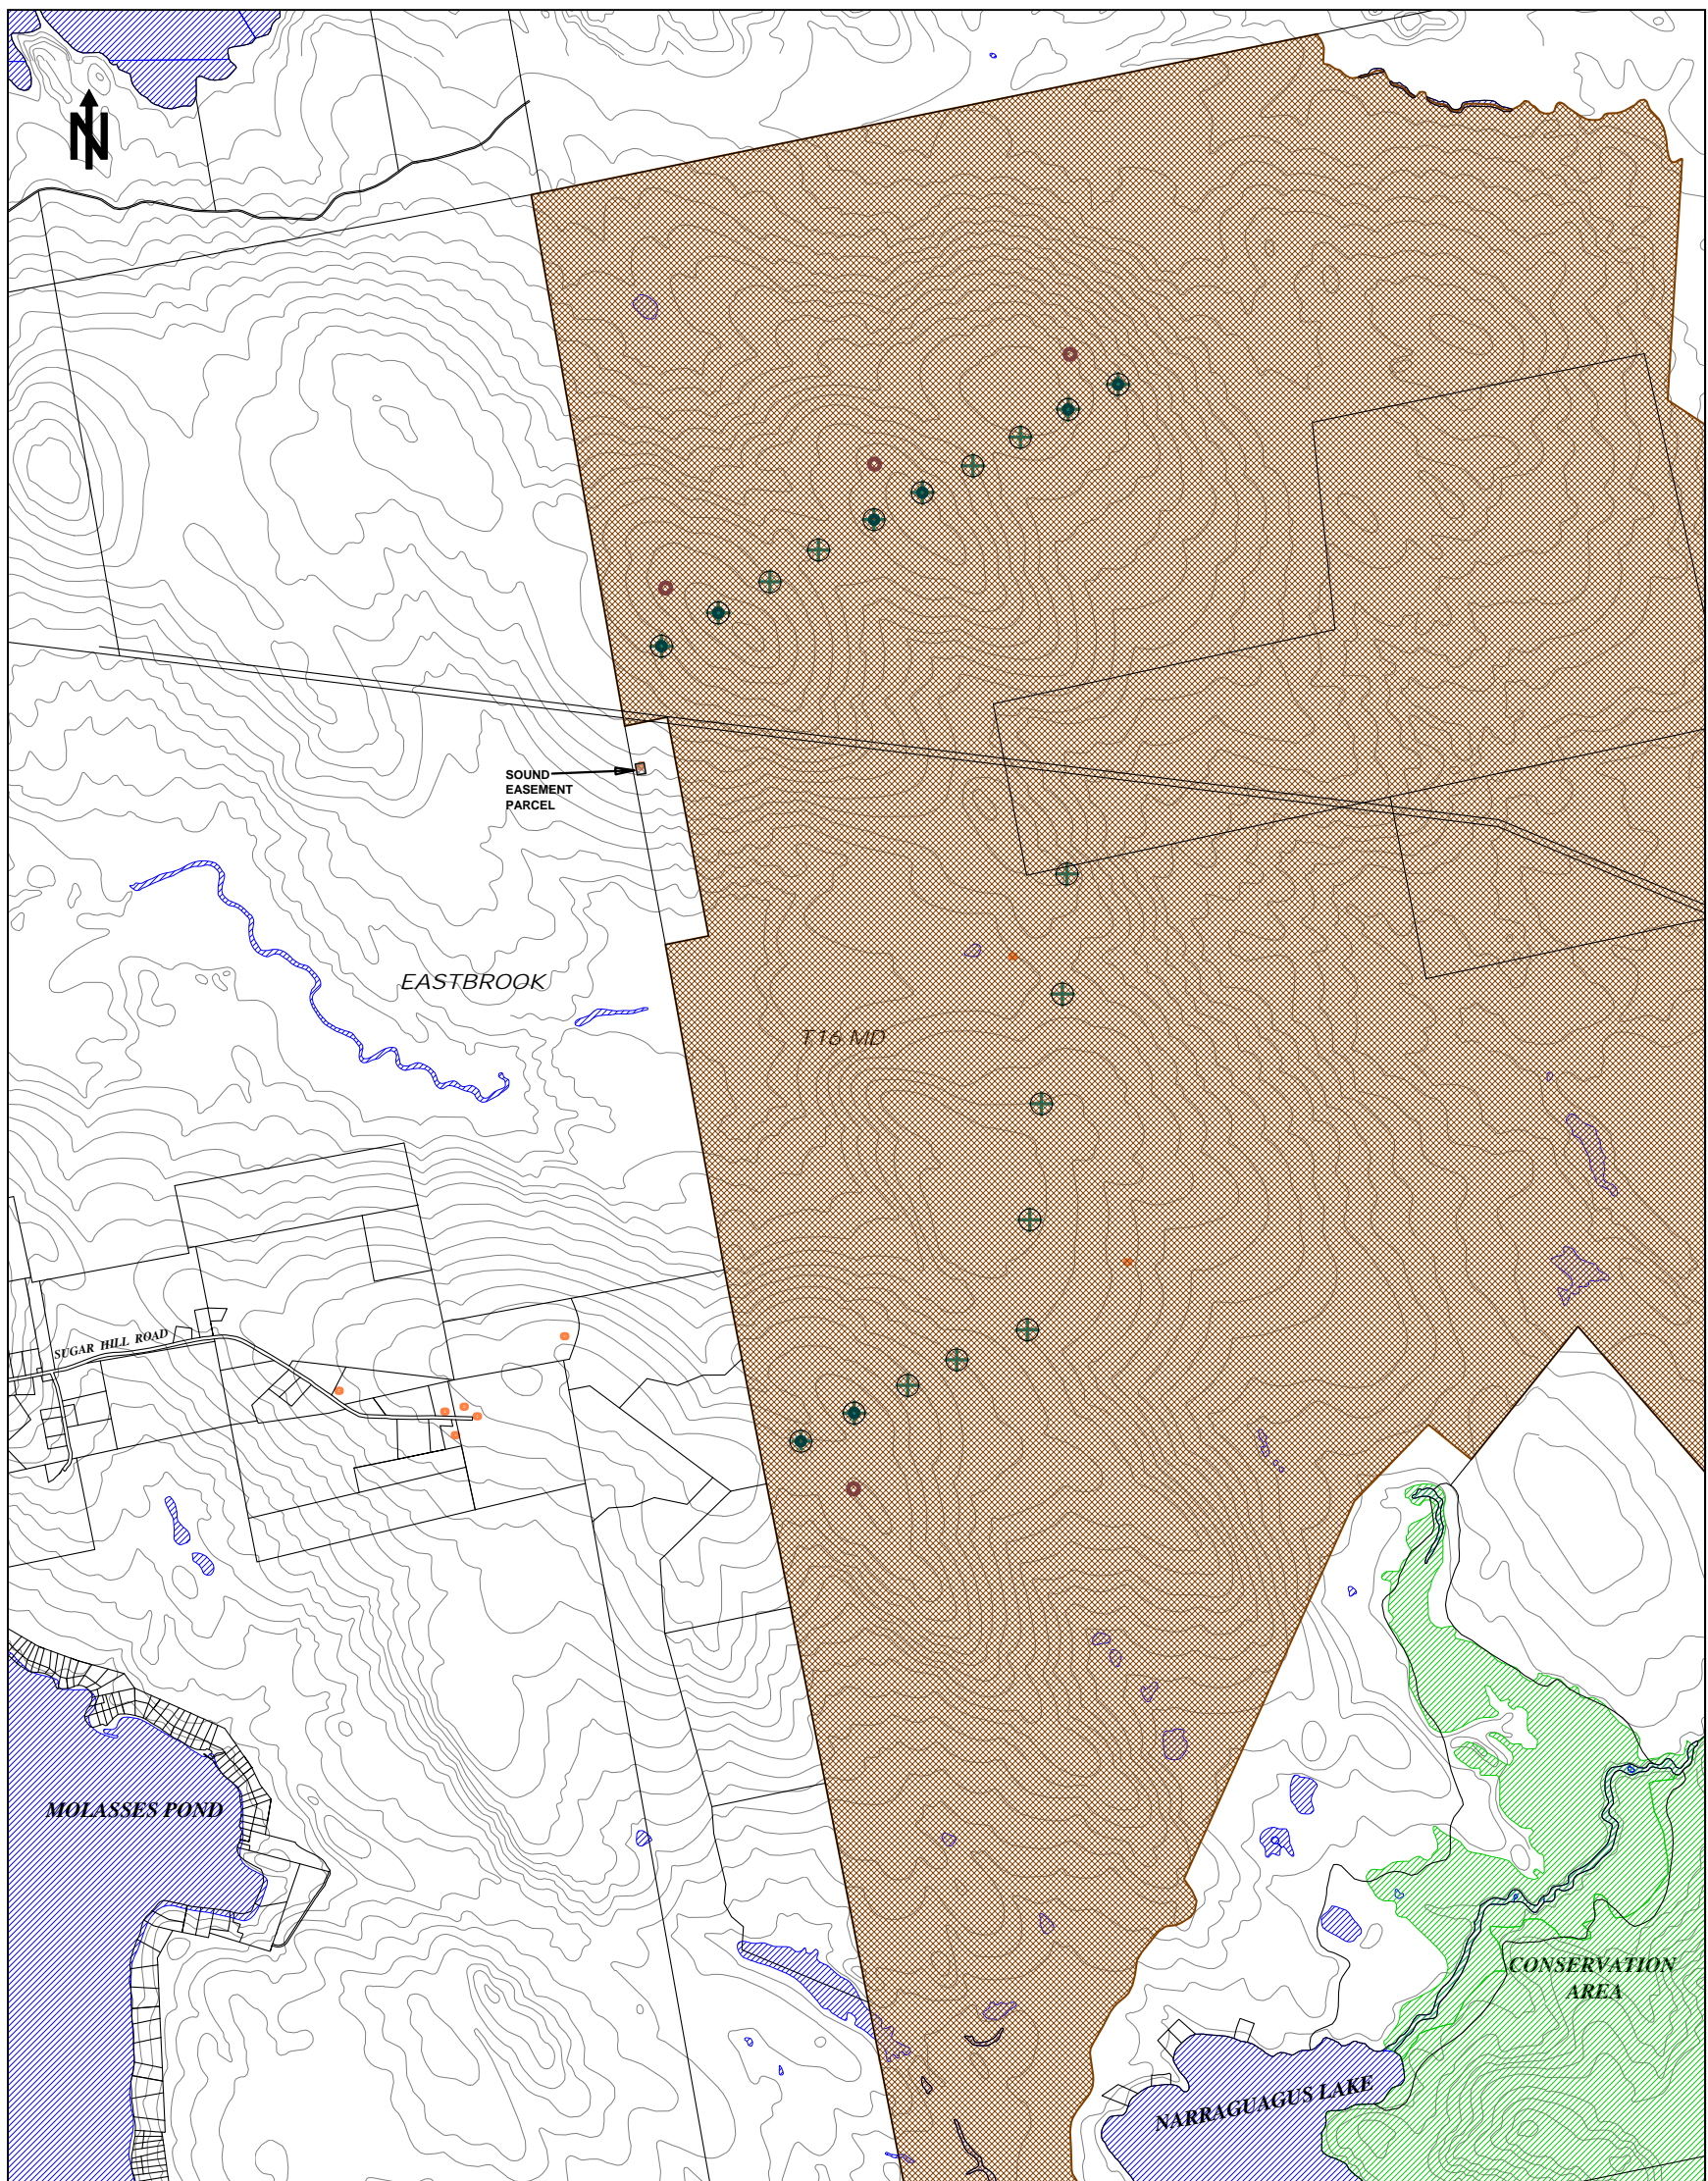 N
SOUND
EASEMENT
PARCEL
EASTBROOK
T16 MD
SUGAR HILL ROAD
MOLASSES POND
CONSERVATION
AREA
NARRAGUAGUS LAKE